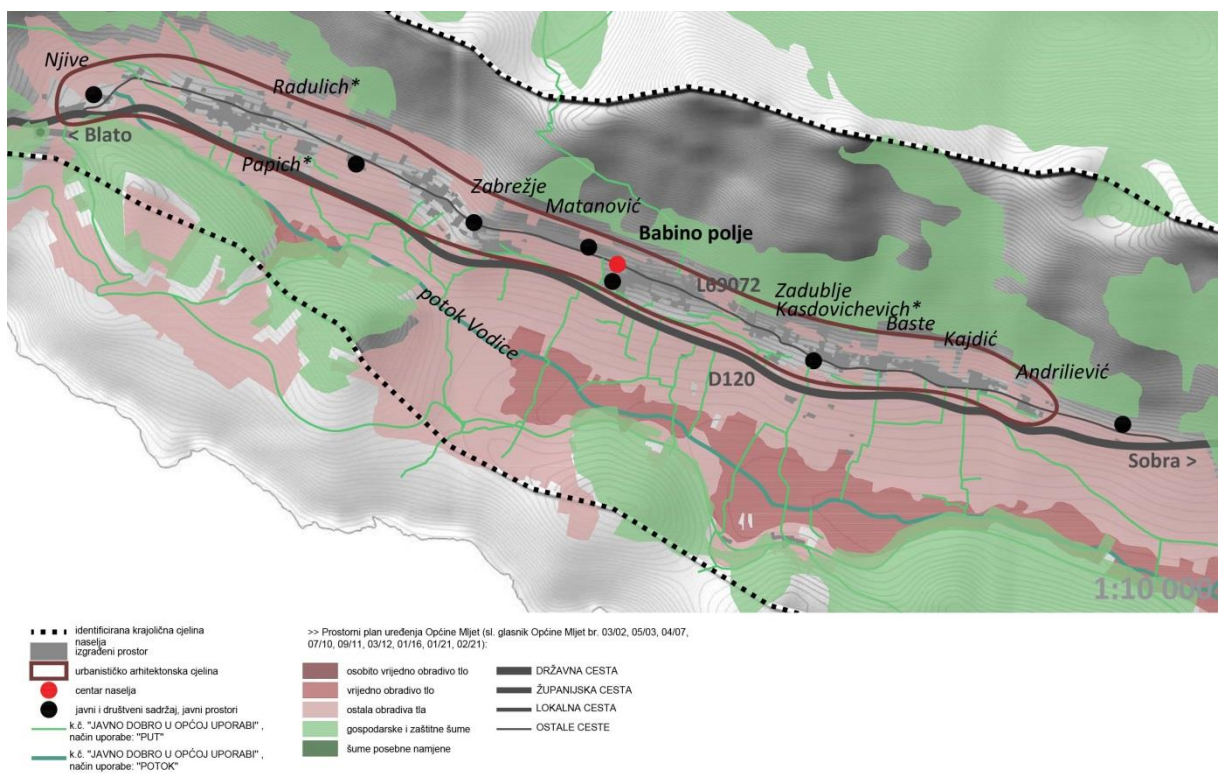 Njive
Radulich*
< Blato
Papich*
Zabrežje
Matanović
Babino polje
L69072
Zadublje
Kasdovichevich*
Baste
Kajdić
potok Vodice
Andriliević
D120
Sobra >
1:10 000
identificirana krajolična cjelina
naselja
izgrađeni prostor
urbanističko arhitektonska cjelina
centar naselja
javni i društveni sadržaj, javni prostori
k.č. "JAVNO DOBRO U OPĆOJ UPORABI" ,
način uporabe: "PUT"
k.č. "JAVNO DOBRO U OPĆOJ UPORABI" ,
način uporabe: "POTOK"
>> Prostorni plan uređenja Općine Mljet (sl. glasnik Općine Mljet br. 03/02, 05/03, 04/07,
07/10, 09/11, 03/12, 01/16, 01/21, 02/21):
osobito vrijedno obradivo tlo
vrijedno obradivo tlo
ostala obradiva tla
gospodarske i zaštitne šume
šume posebne namjene
DRŽAVNA CESTA
ŽUPANIJSKA CESTA
LOKALNA CESTA
OSTALE CESTE